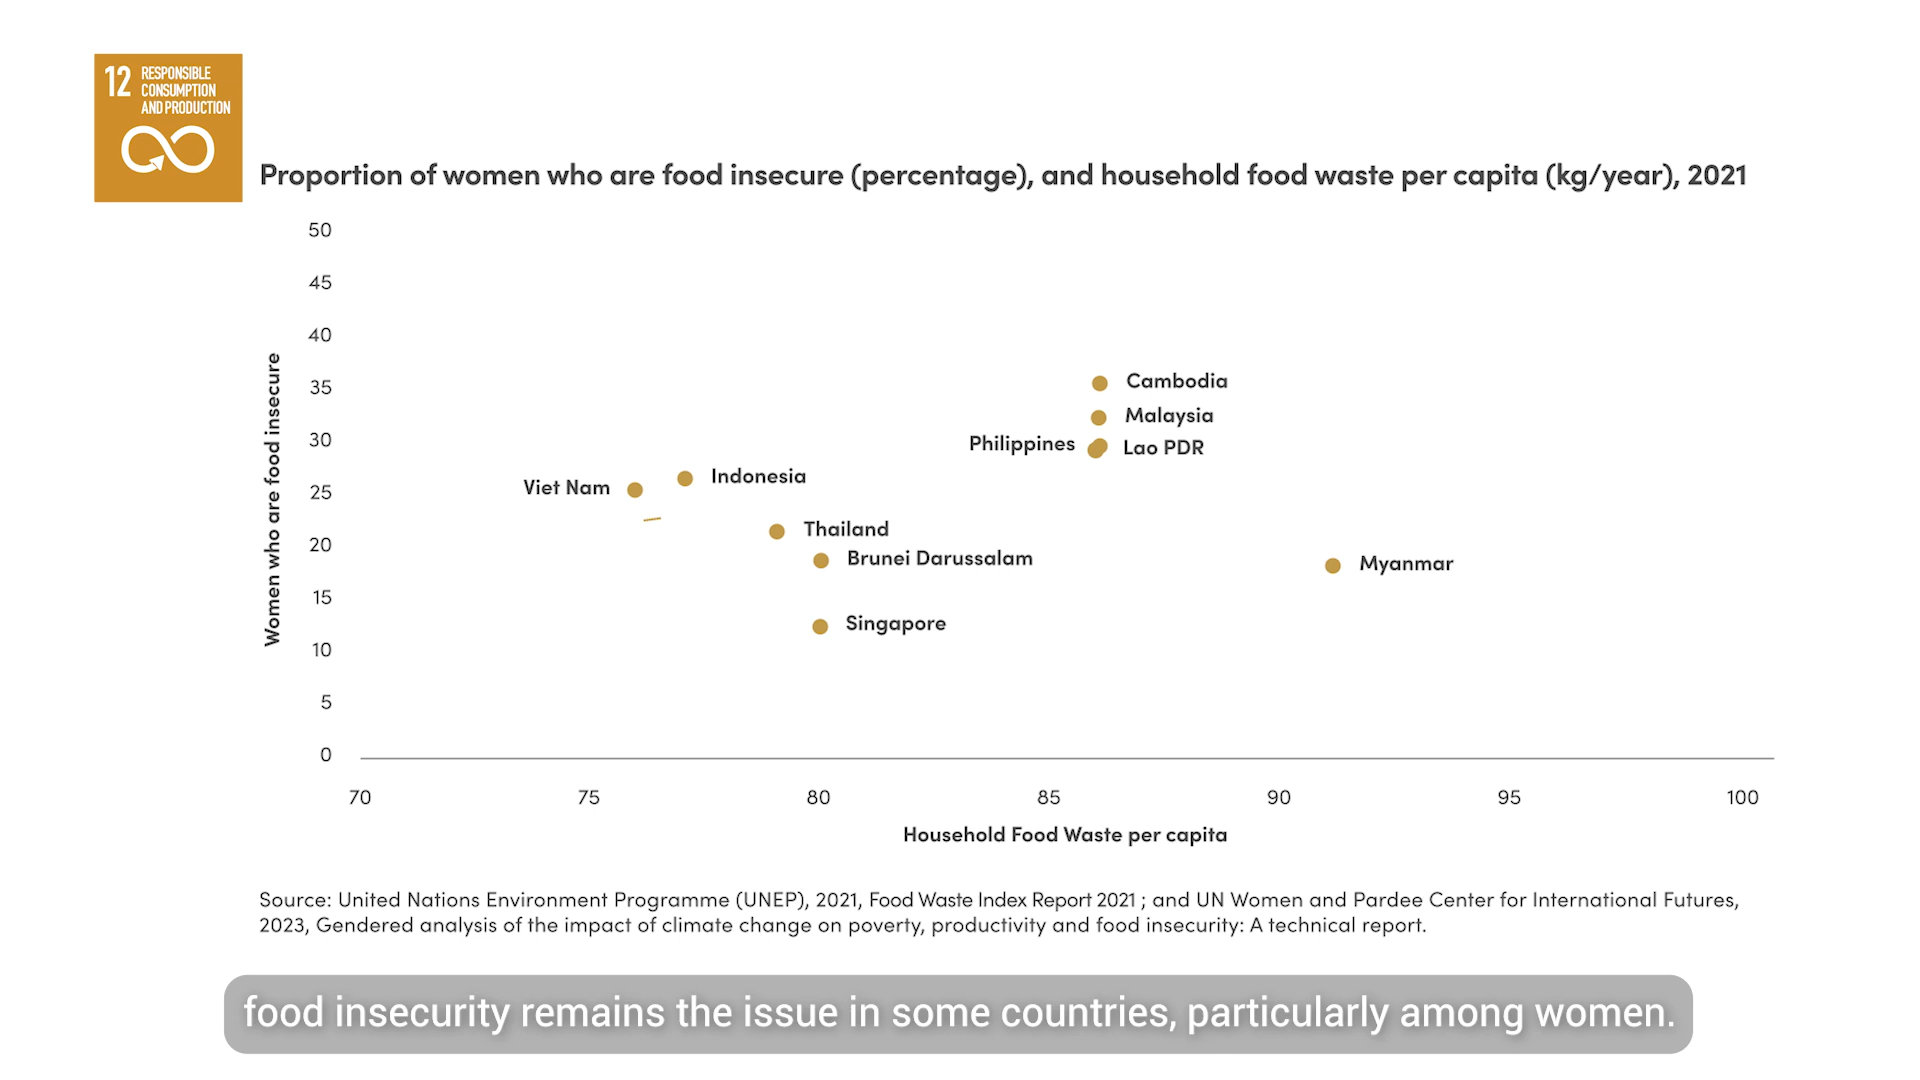 12 RESPONSIBLE
CONSUMPTION
AND PRODUCTION
Proportion of women who are food insecure (percentage), and household food waste per capita (kg/year), 2021
50
45
40
35
30
25
20
15
10
5
0
Women who are food insecure
Cambodia
Malaysia
Philippines
Lao PDR
Indonesia
Viet Nam
Thailand
Brunei Darussalam
Myanmar
Singapore
70 75 80 85 90 95 100
Household Food Waste per capita
Source: United Nations Environment Programme (UNEP), 2021, Food Waste Index Report 2021 ; and UN Women and Pardee Center for International Futures,
2023, Gendered analysis of the impact of climate change on poverty, productivity and food insecurity: A technical report.
food insecurity remains the issue in some countries, particularly among women.